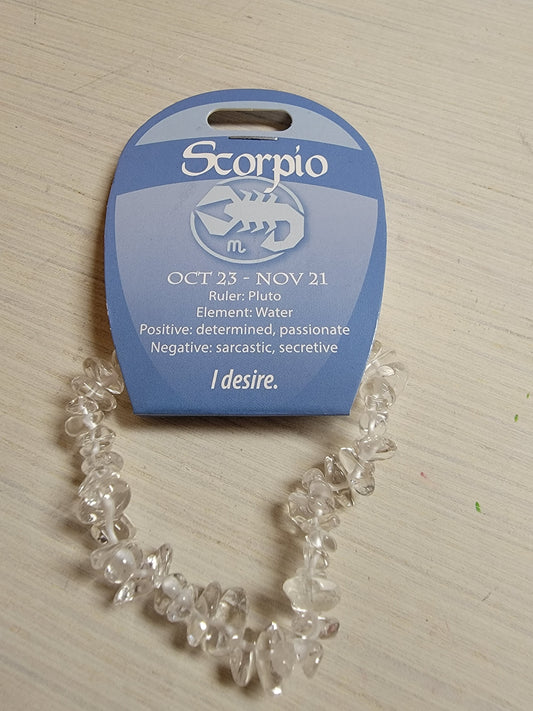 Scorpio
♏
OCT 23 - NOV 21
Ruler: Pluto
Element: Water
Positive: determined, passionate
Negative: sarcastic, secretive
I desire.